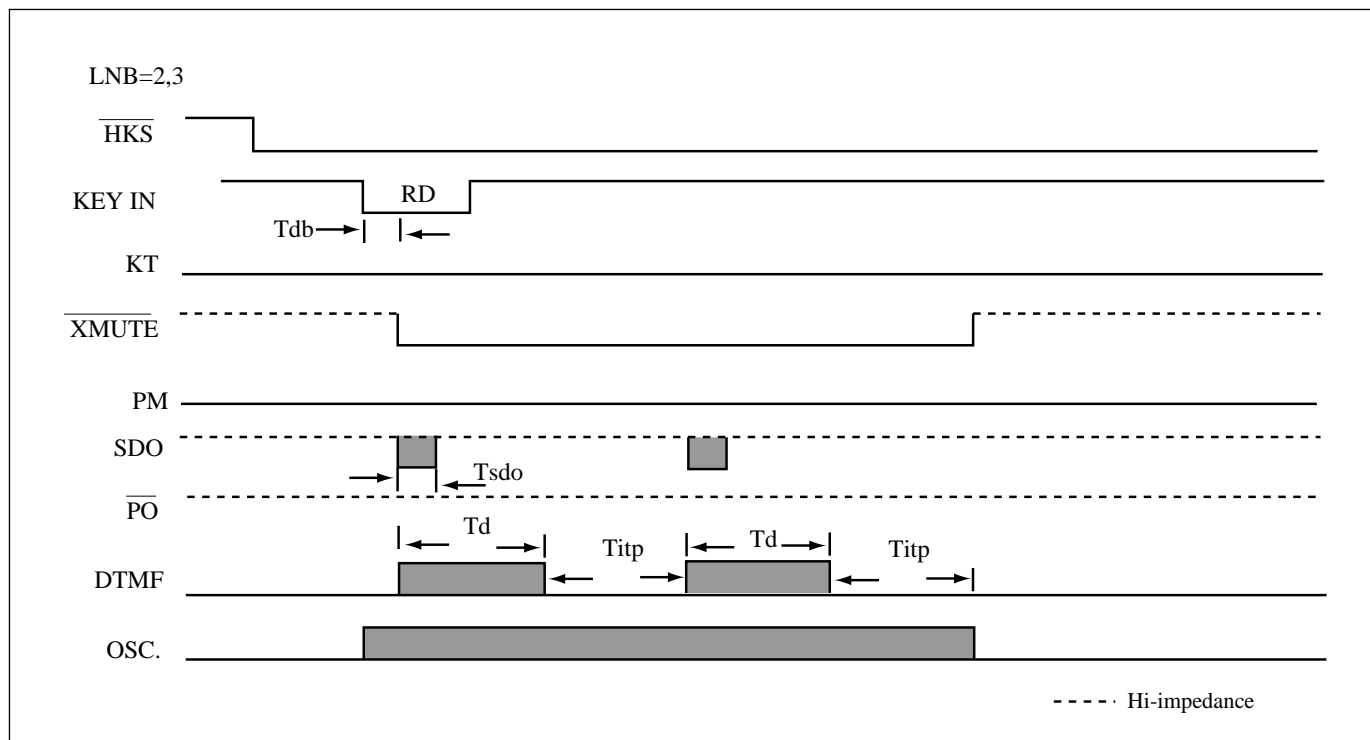 LNB=2,3
HKS
KEY IN
RD
Tdb
KT
XMUTE
PM
SDO
Tsdo
PO
Td
Titp
Td
Titp
DTMF
OSC.
Hi-impedance